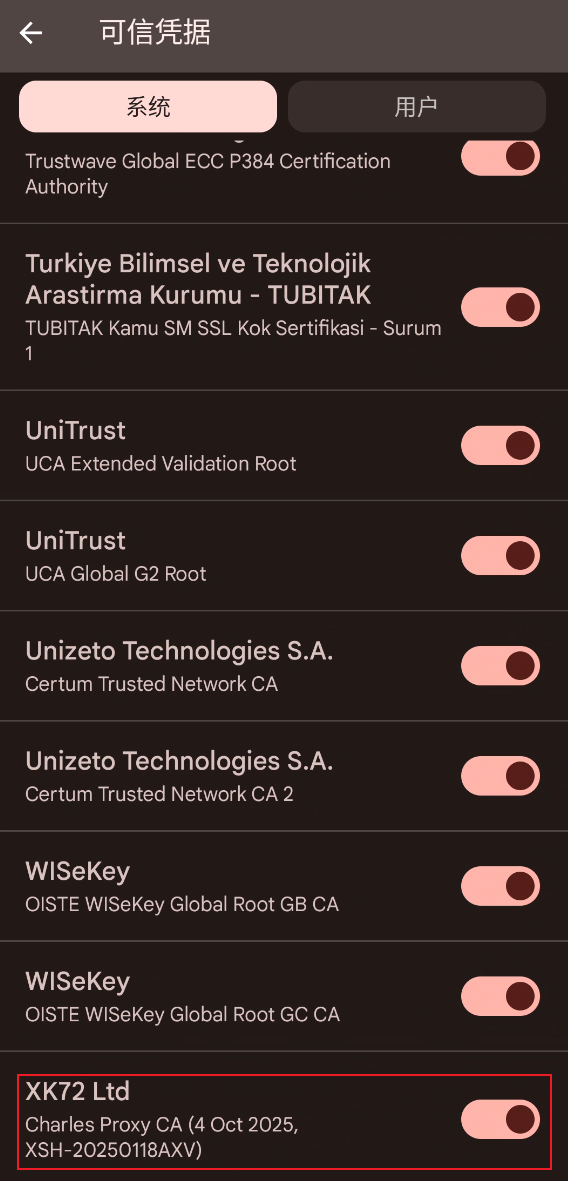 可信凭据
系统
用户
Trustwave Global ECC P384 Certification
Authority
Turkiye Bilimsel ve Teknolojik
Arastirma Kurumu - TUBITAK
TUBITAK Kamu SM SSL Kok Sertifikasi - Surum
1
UniTrust
UCA Extended Validation Root
UniTrust
UCA Global G2 Root
Unizeto Technologies S.A.
Certum Trusted Network CA
Unizeto Technologies S.A.
Certum Trusted Network CA 2
WISeKey
OISTE WISeKey Global Root GB CA
WISeKey
OISTE WISeKey Global Root GC CA
XK72 Ltd
Charles Proxy CA (4 Oct 2025,
XSH-20250118AXV)